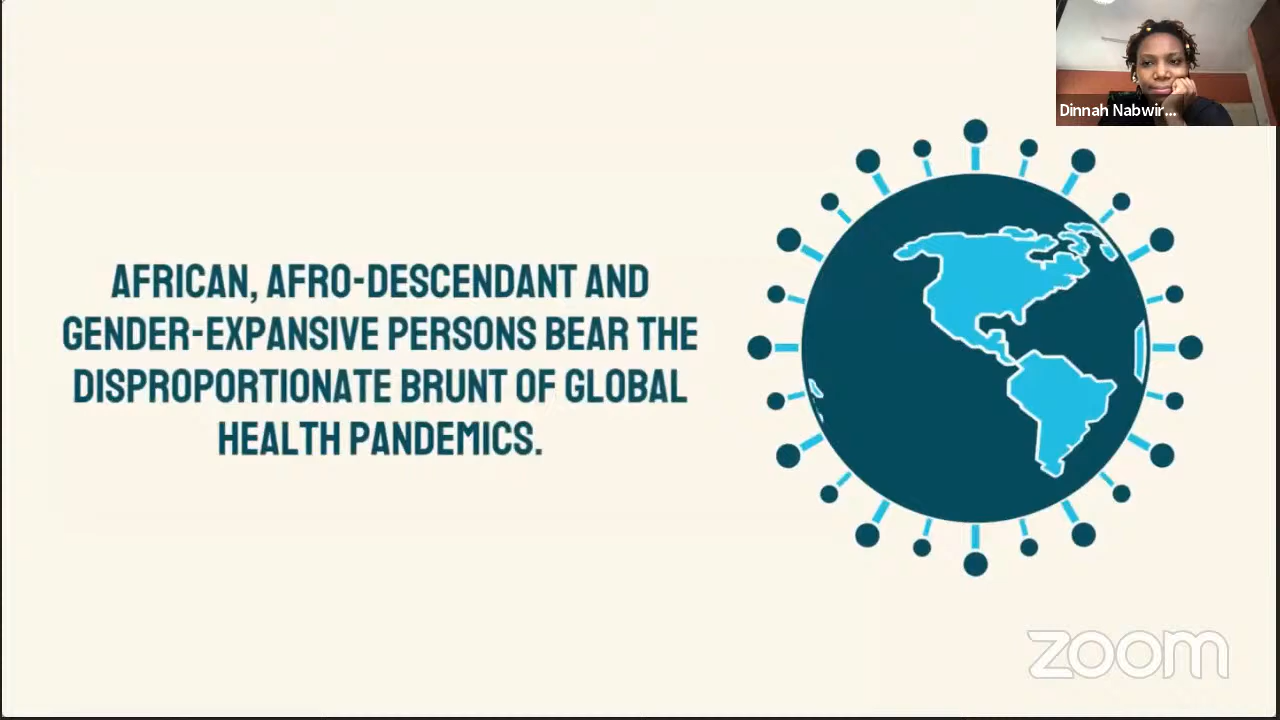 Dinnah Nabwir...
AFRICAN, AFRO-DESCENDANT AND
GENDER-EXPANSIVE PERSONS BEAR THE
DISPROPORTIONATE BRUNT OF GLOBAL
HEALTH PANDEMICS.
zoom